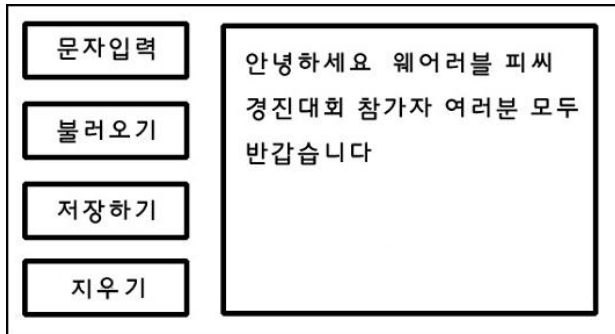 문자입력
불러오기
저장하기
지우기
안녕하세요 웨어러블 피씨
경진대회 참가자 여러분 모두
반갑습니다